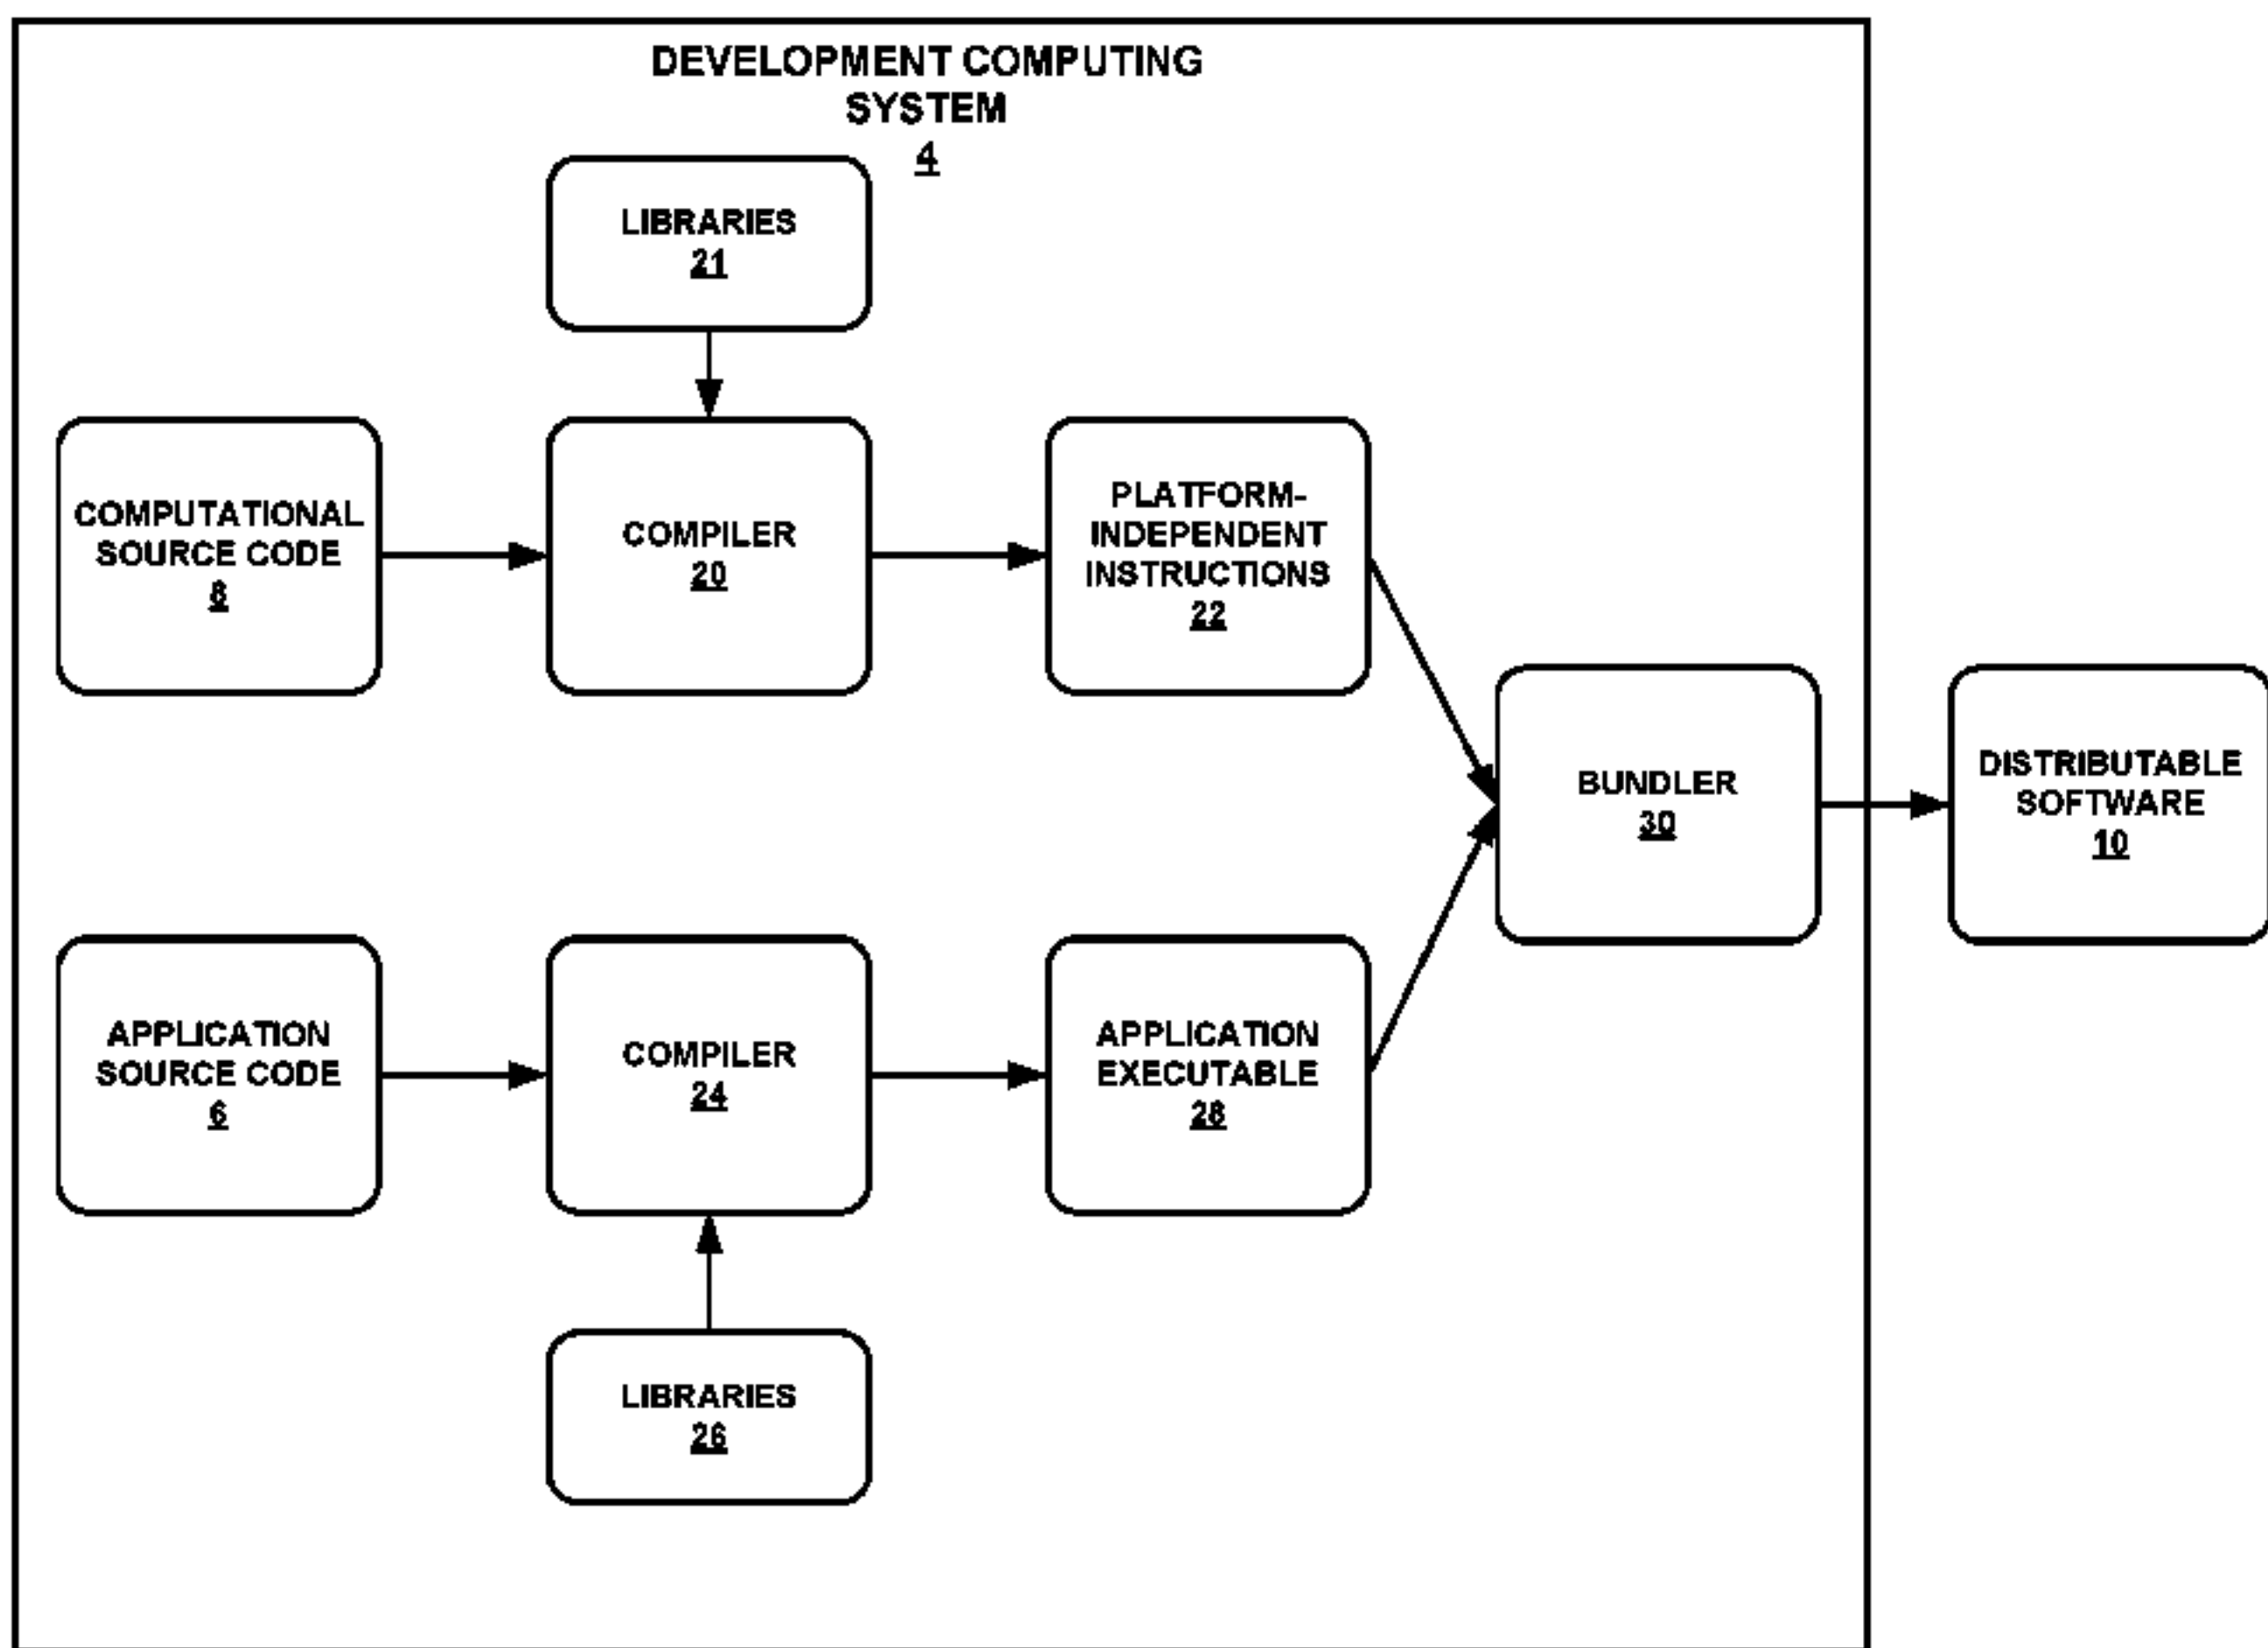 DEVELOPMENT COMPUTING
SYSTEM
4
LIBRARIES
21
COMPUTATIONAL
SOURCE CODE
8
COMPILER
20
PLATFORM-
INDEPENDENT
INSTRUCTIONS
22
BUNDLER
30
DISTRIBUTABLE
SOFTWARE
10
APPLICATION
SOURCE CODE
6
COMPILER
24
APPLICATION
EXECUTABLE
28
LIBRARIES
26